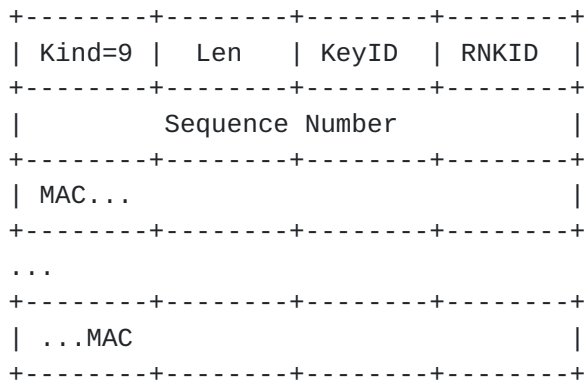 +--------+--------+--------+--------+
| Kind=9 |  Len   | KeyID  | RNKID  |
+--------+--------+--------+--------+
|         Sequence Number           |
+--------+--------+--------+--------+
| MAC...                            |
+--------+--------+--------+--------+
...
+--------+--------+--------+--------+
| ...MAC                            |
+--------+--------+--------+--------+